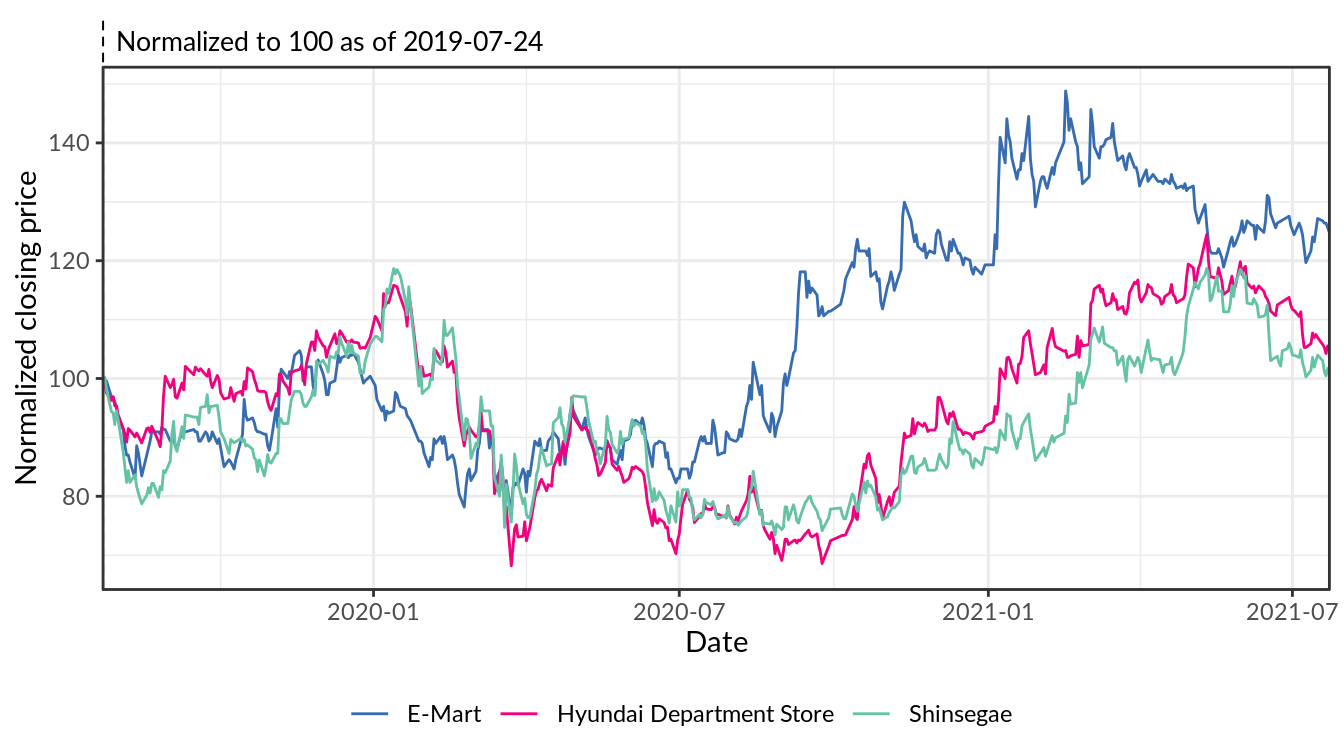 Normalized to 100 as of 2019-07-24
Normalized closing price
140
120
100
80
2020-01
2020-07
2021-01
2021-07
Date
E-Mart
Hyundai Department Store
Shinsegae